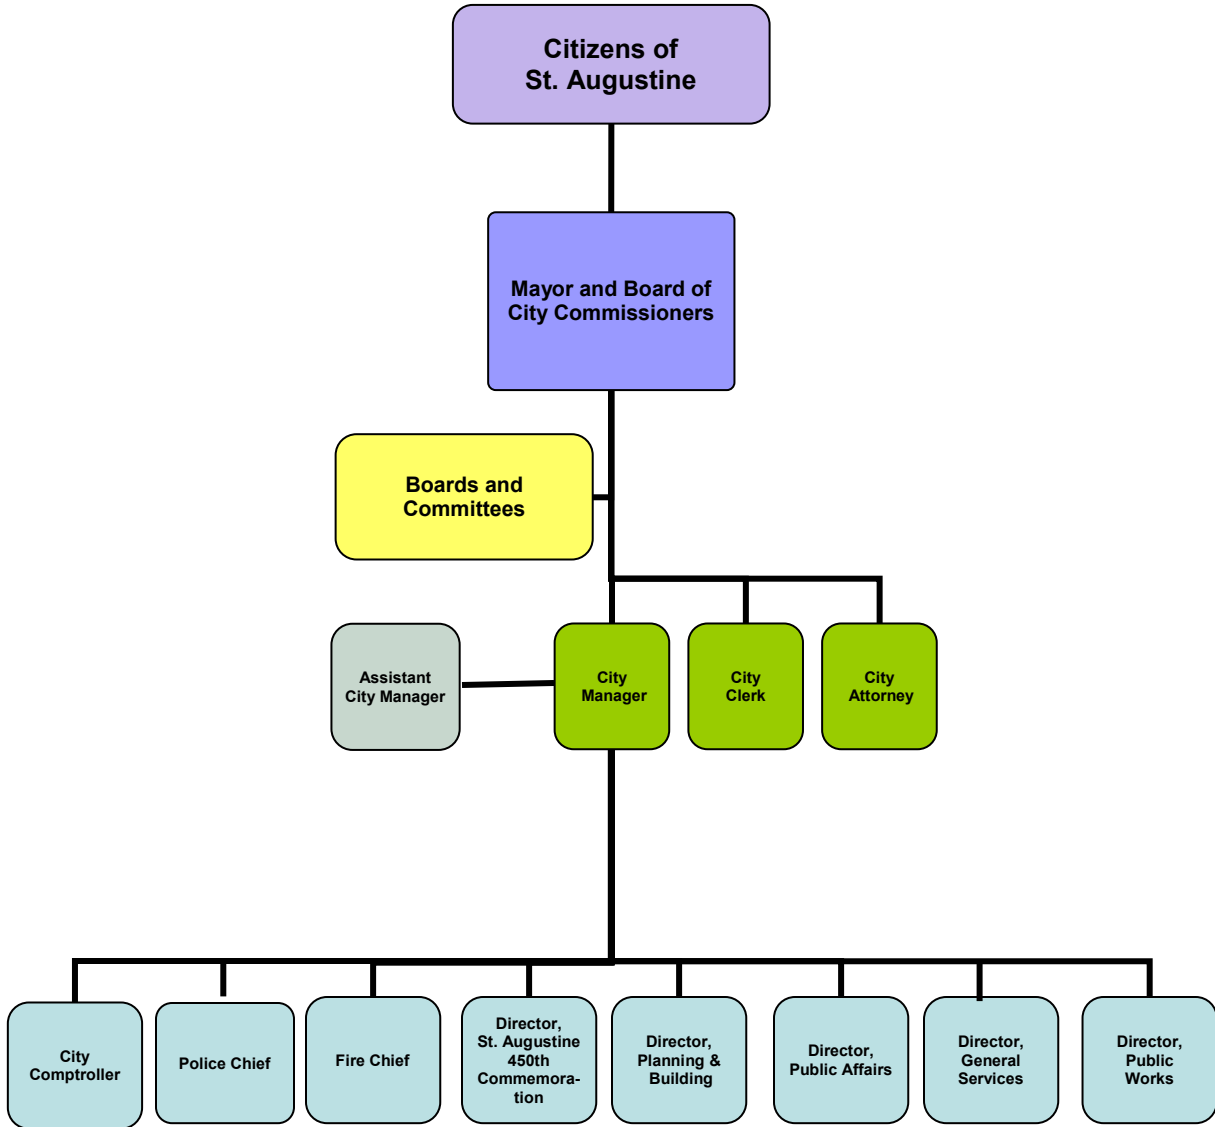 Citizens of
St. Augustine
Mayor and Board of
City Commissioners
Boards and
Committees
Assistant
City Manager
City
Manager
City
Clerk
City
Attorney
City
Comptroller
Police Chief
Fire Chief
Director,
St. Augustine
450th
Commemora-
tion
Director,
Planning &
Building
Director,
Public Affairs
Director,
General
Services
Director,
Public
Works